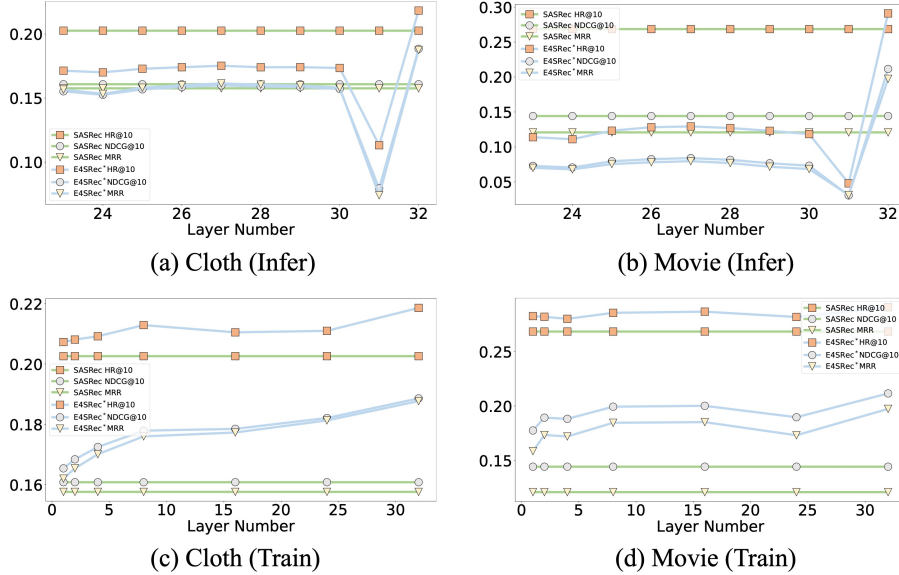 0.20
0.15
0.10
SASRec HR@10
SASRec NDCG@10
SASRec MRR
E4SRec*HR@10
E4SRec*NDCG@10
E4SRec*MRR
24 26 28 30 32
Layer Number
(a) Cloth (Infer)
0.30
0.25
0.20
0.15
0.10
0.05
SASRec HR@10
SASRec NDCG@10
SASRec MRR
E4SRec*HR@10
E4SRec*NDCG@10
E4SRec*MRR
24 26 28 30 32
Layer Number
(b) Movie (Infer)
0.22
0.20
0.18
0.16
SASRec HR@10
SASRec NDCG@10
SASRec MRR
E4SRec*HR@10
E4SRec*NDCG@10
E4SRec*MRR
0 5 10 15 20 25 30
Layer Number
(c) Cloth (Train)
0.25
0.20
0.15
SASRec HR@10
SASRec NDCG@10
SASRec MRR
E4SRec*HR@10
E4SRec*NDCG@10
E4SRec*MRR
0 5 10 15 20 25 30
Layer Number
(d) Movie (Train)